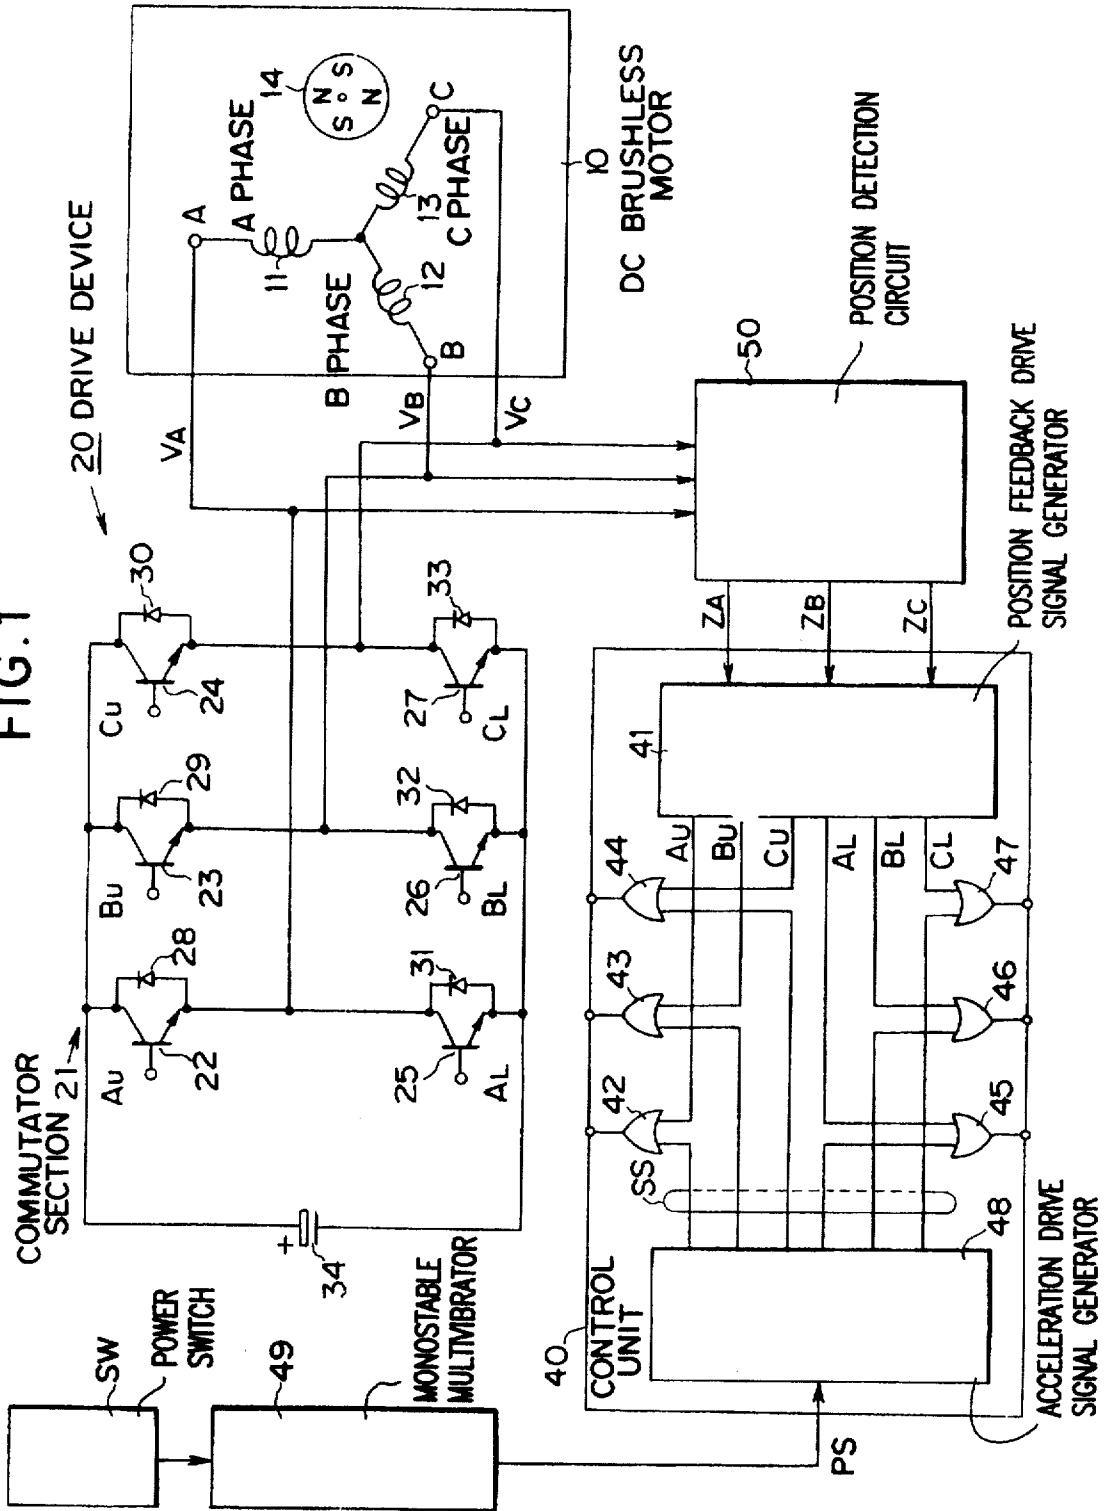 FIG. 1
20 DRIVE DEVICE
COMMUTATOR
SECTION
21
Au
22
28
Bu
23
29
Cu
24
30
25
AL
31
26
BL
32
27
CL
33
+
34
VA
VB
VC
A
A PHASE
11
B PHASE
12
B
13
C PHASE
C
14
N
S
S
N
10
DC BRUSHLESS
MOTOR
SW
POWER
SWITCH
49
MONOSTABLE
MULTIVIBRATOR
PS
40
CONTROL
UNIT
SS
42
43
44
45
46
47
48
ACCELERATION DRIVE
SIGNAL GENERATOR
Au
Bu
Cu
AL
BL
CL
41
POSITION FEEDBACK DRIVE
SIGNAL GENERATOR
ZA
ZB
ZC
50
POSITION DETECTION
CIRCUIT